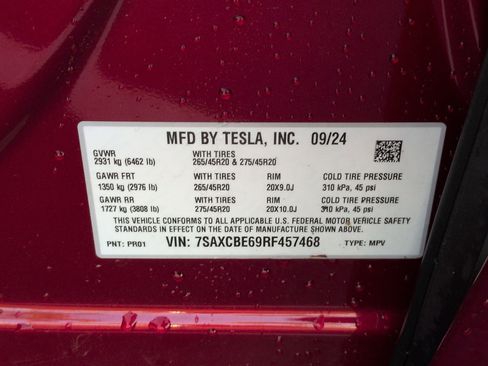 MFD BY TESLA, INC. 09/24
GVWR WITH TIRES
2931 kg (6462 lb) 265/45R20 & 275/45R20
GAWR FRT WITH TIRES RIM COLD TIRE PRESSURE
1350 kg (2976 lb) 265/45R20 20X9.0J 310 kPa, 45 psi
GAWR RR WITH TIRES RIM COLD TIRE PRESSURE
1727 kg (3808 lb) 275/45R20 20X10.0J 310 kPa, 45 psi
THIS VEHICLE CONFORMS TO ALL APPLICABLE U.S. FEDERAL MOTOR VEHICLE SAFETY
STANDARDS IN EFFECT ON THE DATE OF MANUFACTURE SHOWN ABOVE.
PNT: PR01 VIN: 7SAXCBE69RF457468 TYPE: MPV